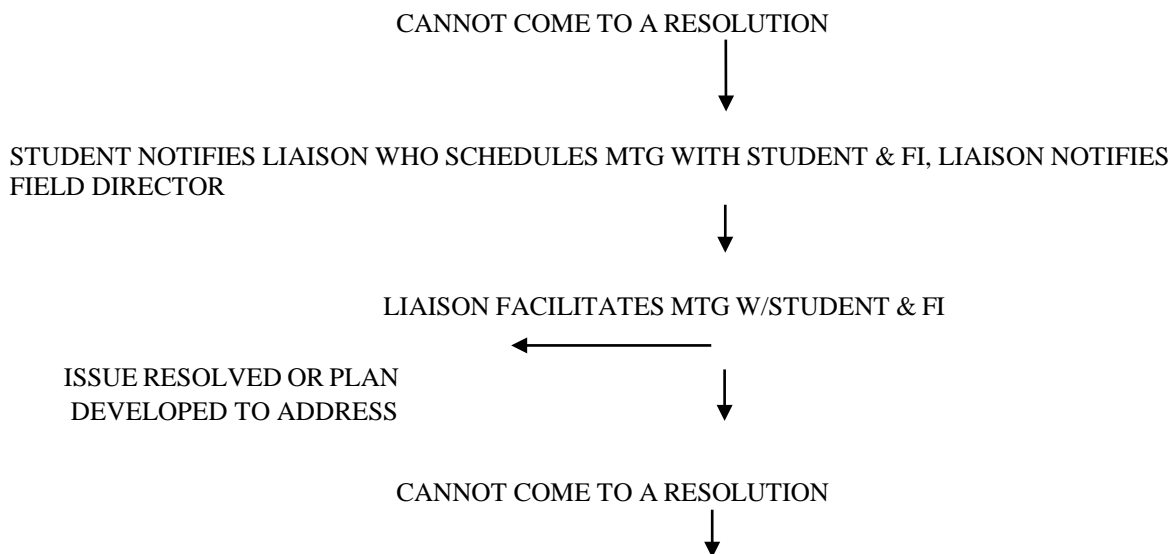 CANNOT COME TO A RESOLUTION
STUDENT NOTIFIES LIAISON WHO SCHEDULES MTG WITH STUDENT & FI, LIAISON NOTIFIES
FIELD DIRECTOR
LIAISON FACILITATES MTG W/STUDENT & FI
ISSUE RESOLVED OR PLAN
DEVELOPED TO ADDRESS
CANNOT COME TO A RESOLUTION